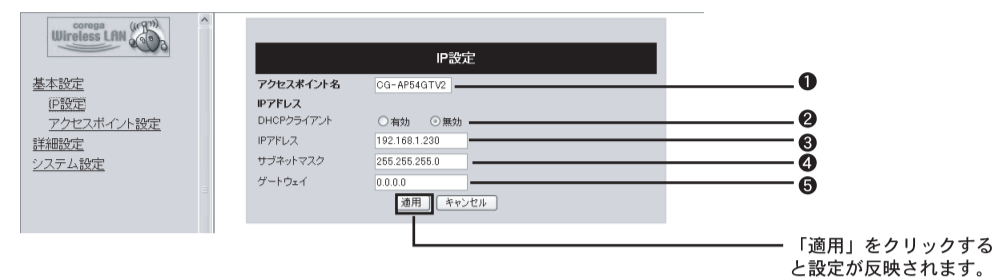 corega
Wireless LAN
基本設定
IP設定
アクセスポイント設定
詳細設定
システム設定
IP設定
アクセスポイント名 CG-AP54GTV2 ❶
IPアドレス
DHCPクライアント 有効 無効 ❷
IPアドレス 192.168.1.230 ❸
サブネットマスク 255.255.255.0 ❹
ゲートウェイ 0.0.0.0 ❺
適用 キャンセル
「適用」をクリックする
と設定が反映されます。